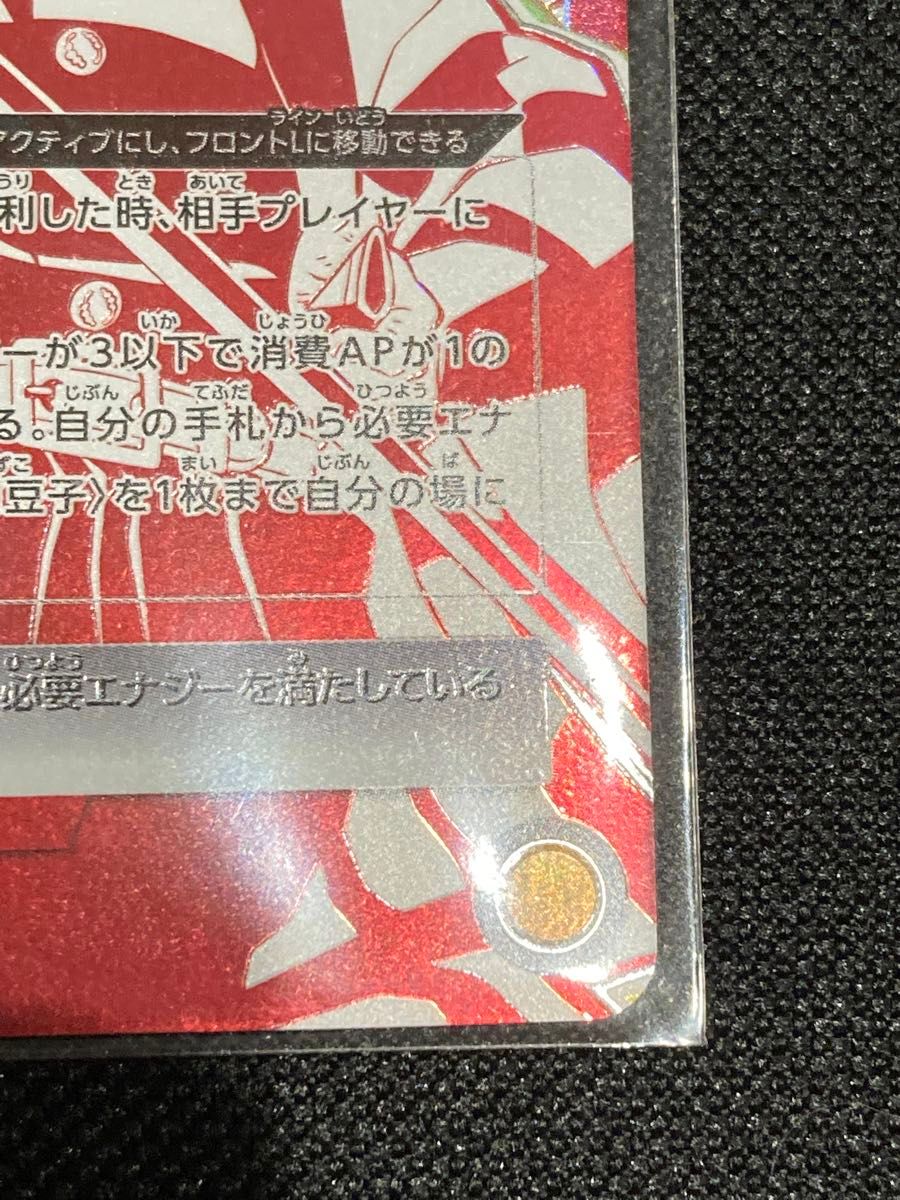 ライン いどう
アクティブにし、フロントLに移動できる
うり とき あいて
利した時、相手プレイヤーに
いか じょうひ
ーが3以下で消費APが1の
じぶん てふだ ひつよう
る。自分の手札から必要エナ
ずこ まい じぶん ば
豆子〉を1枚まで自分の場に
ひつよう み
必要エナジーを満たしている